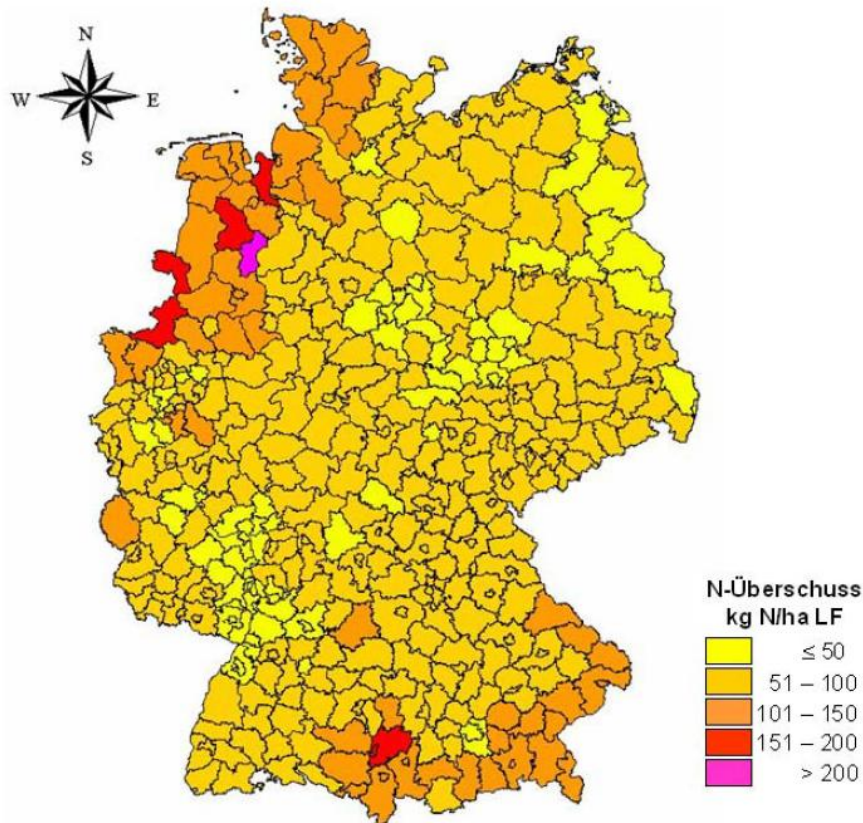 N
W E
S
N-Überschuss
kg N/ha LF
≤ 50
51 – 100
101 – 150
151 – 200
> 200